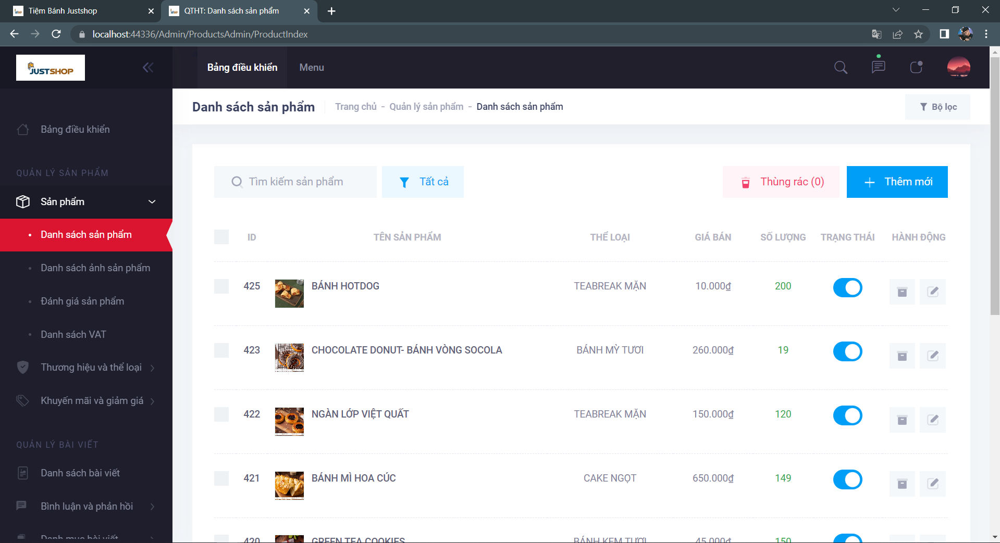 Tiệm Bánh Justshop
QTHT: Danh sách sản phẩm
localhost:44336/Admin/ProductsAdmin/ProductIndex
JUSTSHOP
Bảng điều khiển
Menu
Danh sách sản phẩm
Trang chủ - Quản lý sản phẩm - Danh sách sản phẩm
Bộ lọc
Bảng điều khiển
QUẢN LÝ SẢN PHẨM
Sản phẩm
Danh sách sản phẩm
Danh sách ảnh sản phẩm
Đánh giá sản phẩm
Danh sách VAT
Thương hiệu và thể loại
Khuyến mãi và giảm giá
QUẢN LÝ BÀI VIẾT
Danh sách bài viết
Bình luận và phản hồi
Danh mục bài viết
Tìm kiếm sản phẩm
Tất cả
Thùng rác (0)
Thêm mới
ID TÊN SẢN PHẨM THỂ LOẠI GIÁ BÁN SỐ LƯỢNG TRẠNG THÁI HÀNH ĐỘNG
425 BÁNH HOTDOG TEABREAK MẶN 10.000₫ 200
423 CHOCOLATE DONUT- BÁNH VÒNG SOCOLA BÁNH MỲ TƯƠI 260.000₫ 19
422 NGÀN LỚP VIỆT QUẤT TEABREAK MẶN 150.000₫ 120
421 BÁNH MÌ HOA CÚC CAKE NGỌT 650.000₫ 149
420 GREEN TEA COOKIES BÁNH KEM TƯƠI 45.000₫ 150